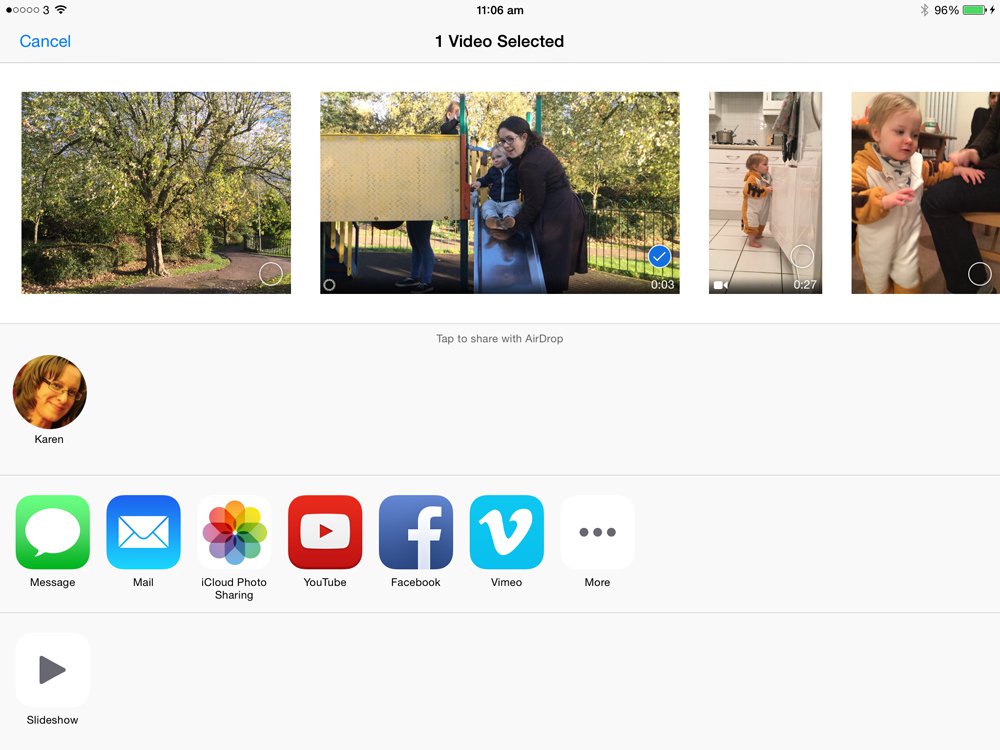 3 11:06 am 96%
Cancel 1 Video Selected
0:03 0:27
Tap to share with AirDrop
Karen
Message Mail iCloud Photo Sharing YouTube Facebook Vimeo More
Slideshow